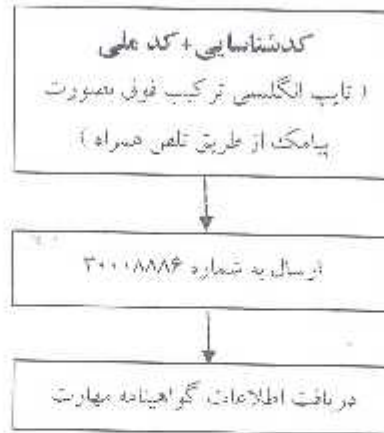 کدشناسایی+کد ملی
( تایپ انگلیسی ترکیب فوق بصورت
پیامک از طریق تلفن همراه )
ارسال به شماره ۳۰۰۰۸۸۸۶
دریافت اطلاعات گواهینامه مهارت